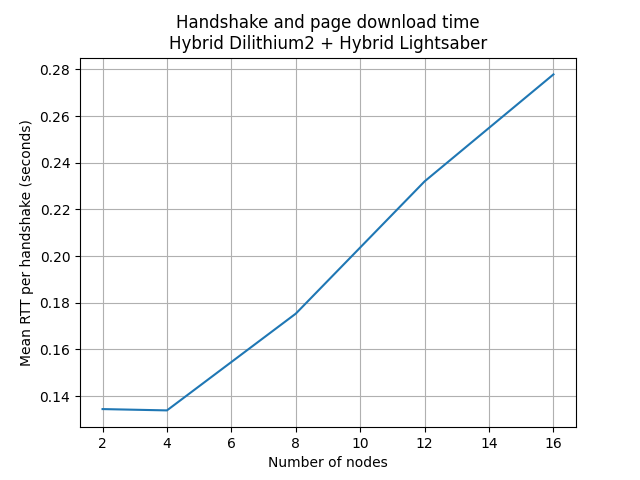 Handshake and page download time
Hybrid Dilithium2 + Hybrid Lightsaber
0.28
0.26
0.24
0.22
0.20
0.18
0.16
0.14
Mean RTT per handshake (seconds)
2 4 6 8 10 12 14 16
Number of nodes